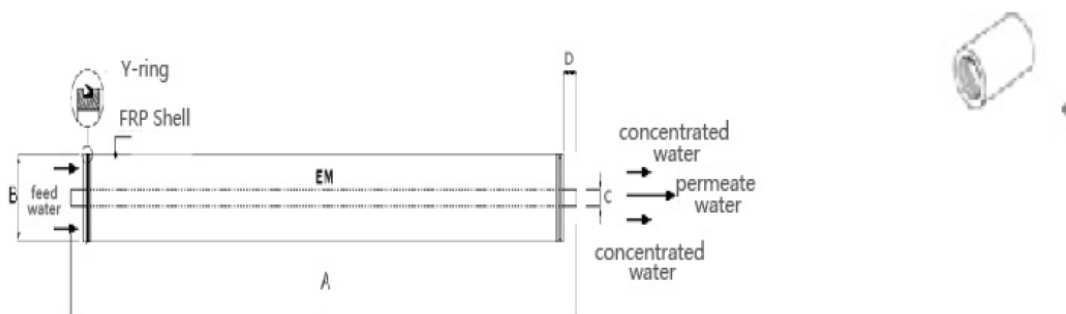 D
Y-ring
FRP Shell
concentrated
water
EM
B
feed
water
C
permeate
water
concentrated
water
A